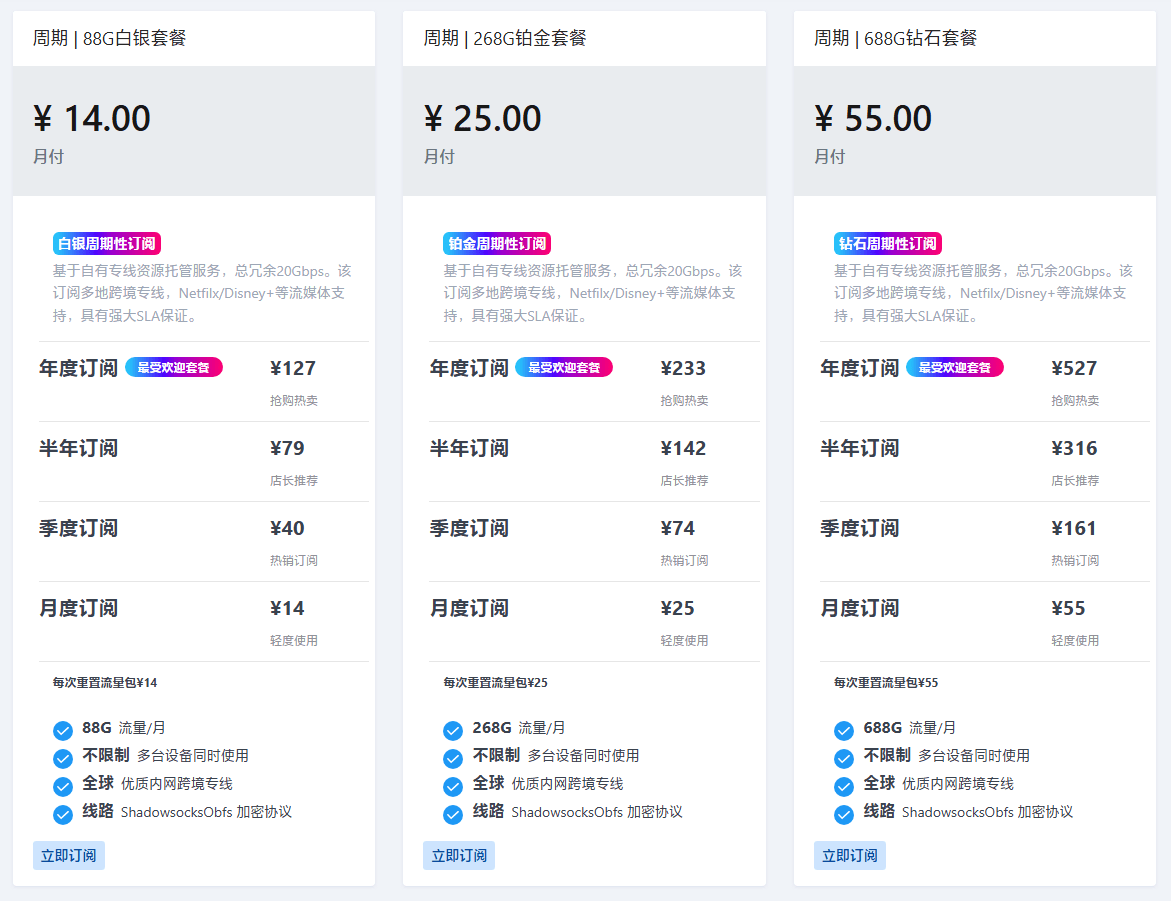 周期 | 88G白银套餐
¥ 14.00
月付
白银周期性订阅
基于自有专线资源托管服务，总冗余20Gbps。该
订阅多地跨境专线，Netfilx/Disney+等流媒体支
持，具有强大SLA保证。
年度订阅 最受欢迎套餐 ¥127
抢购热卖
半年订阅 ¥79
店长推荐
季度订阅 ¥40
热销订阅
月度订阅 ¥14
轻度使用
每次重置流量包¥14
88G 流量/月
不限制 多台设备同时使用
全球 优质内网跨境专线
线路 ShadowsocksObfs 加密协议
立即订阅
周期 | 268G铂金套餐
¥ 25.00
月付
铂金周期性订阅
基于自有专线资源托管服务，总冗余20Gbps。该
订阅多地跨境专线，Netfilx/Disney+等流媒体支
持，具有强大SLA保证。
年度订阅 最受欢迎套餐 ¥233
抢购热卖
半年订阅 ¥142
店长推荐
季度订阅 ¥74
热销订阅
月度订阅 ¥25
轻度使用
每次重置流量包¥25
268G 流量/月
不限制 多台设备同时使用
全球 优质内网跨境专线
线路 ShadowsocksObfs 加密协议
立即订阅
周期 | 688G钻石套餐
¥ 55.00
月付
钻石周期性订阅
基于自有专线资源托管服务，总冗余20Gbps。该
订阅多地跨境专线，Netfilx/Disney+等流媒体支
持，具有强大SLA保证。
年度订阅 最受欢迎套餐 ¥527
抢购热卖
半年订阅 ¥316
店长推荐
季度订阅 ¥161
热销订阅
月度订阅 ¥55
轻度使用
每次重置流量包¥55
688G 流量/月
不限制 多台设备同时使用
全球 优质内网跨境专线
线路 ShadowsocksObfs 加密协议
立即订阅